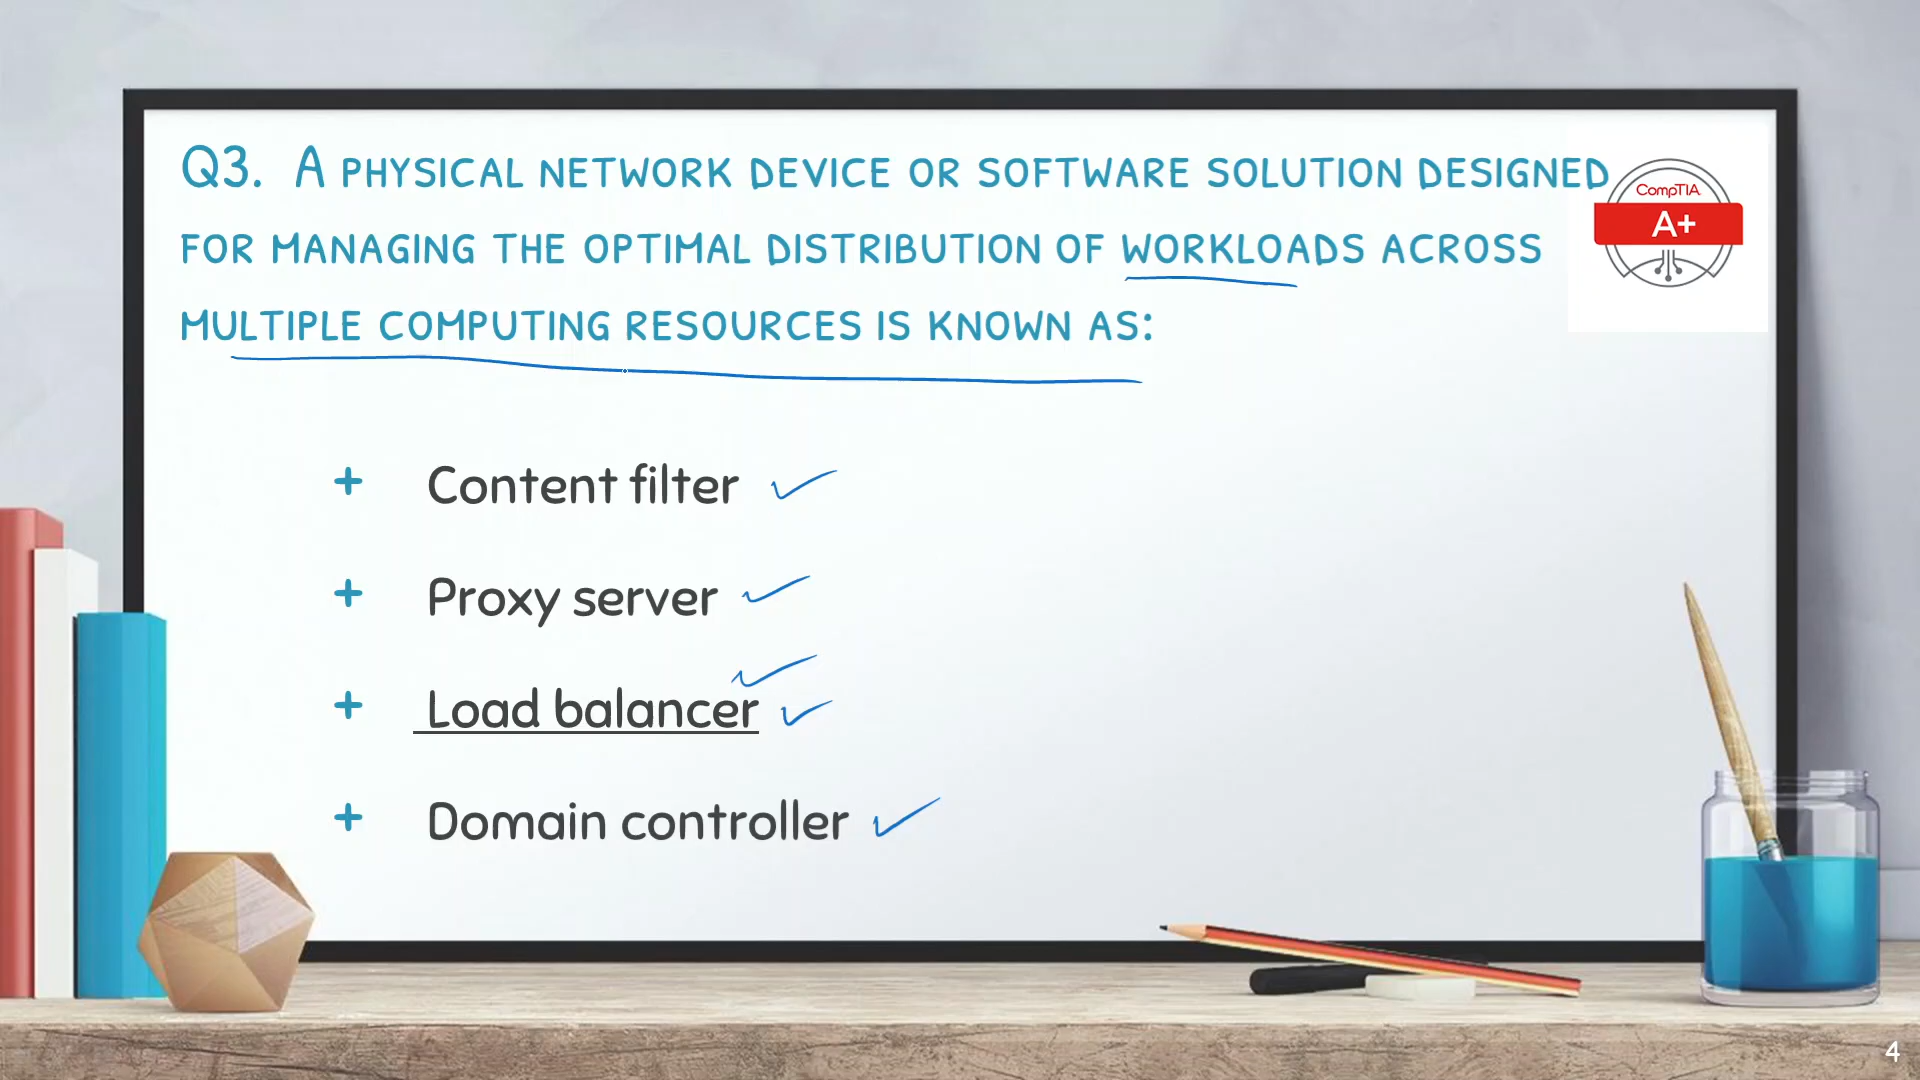 Q3. A PHYSICAL NETWORK DEVICE OR SOFTWARE SOLUTION DESIGNED
FOR MANAGING THE OPTIMAL DISTRIBUTION OF WORKLOADS ACROSS
MULTIPLE COMPUTING RESOURCES IS KNOWN AS:
CompTIA
A+
+ Content filter
+ Proxy server
+ Load balancer
+ Domain controller
4